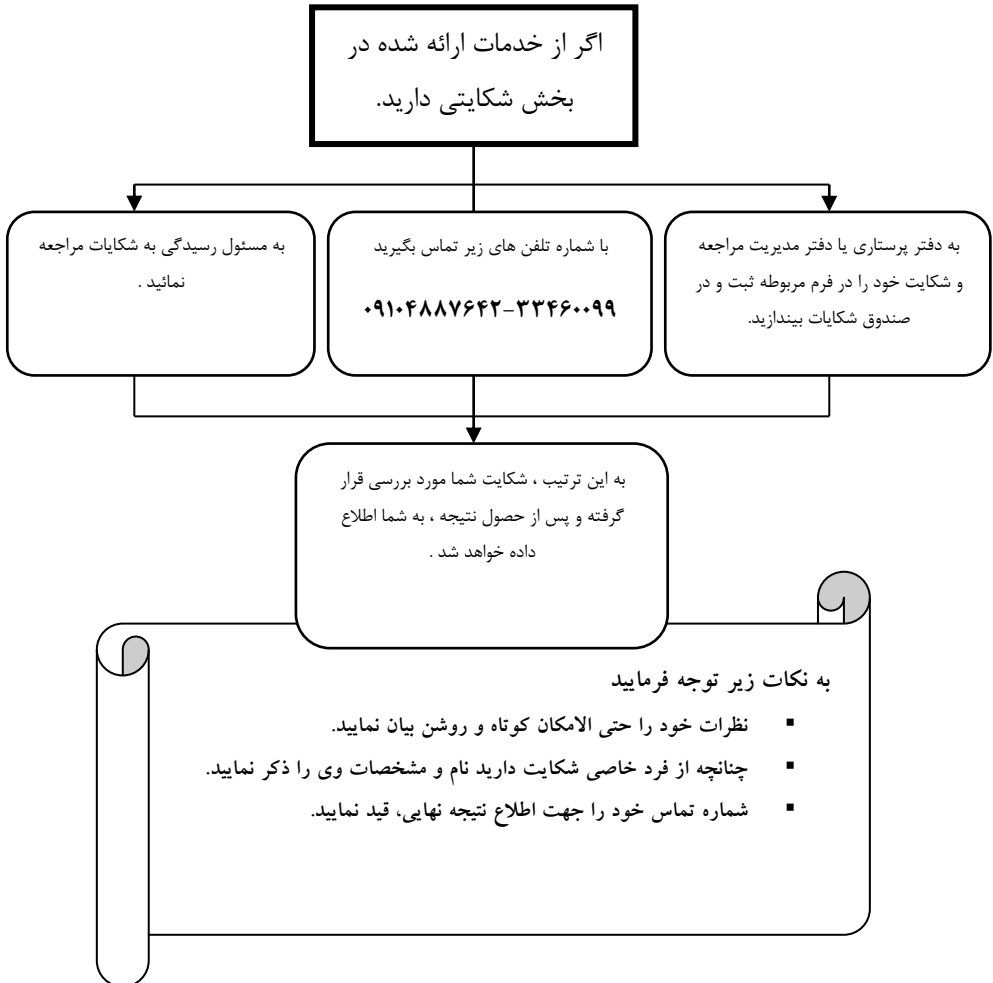 اگر از خدمات ارائه شده در
بخش شکایتی دارید.
به دفتر پرستاری یا دفتر مدیریت مراجعه
و شکایت خود را در فرم مربوطه ثبت و در
صندوق شکایات بیندازید.
با شماره تلفن های زیر تماس بگیرید
۰۹۱۰۴۸۸۷۶۴۲-۳۳۴۶۰۰۹۹
به مسئول رسیدگی به شکایات مراجعه
نمائید .
به این ترتیب ، شکایت شما مورد بررسی قرار
گرفته و پس از حصول نتیجه ، به شما اطلاع
داده خواهد شد .
به نکات زیر توجه فرمایید
▪ نظرات خود را حتی الامکان کوتاه و روشن بیان نمایید.
▪ چنانچه از فرد خاصی شکایت دارید نام و مشخصات وی را ذکر نمایید.
▪ شماره تماس خود را جهت اطلاع نتیجه نهایی، قید نمایید.